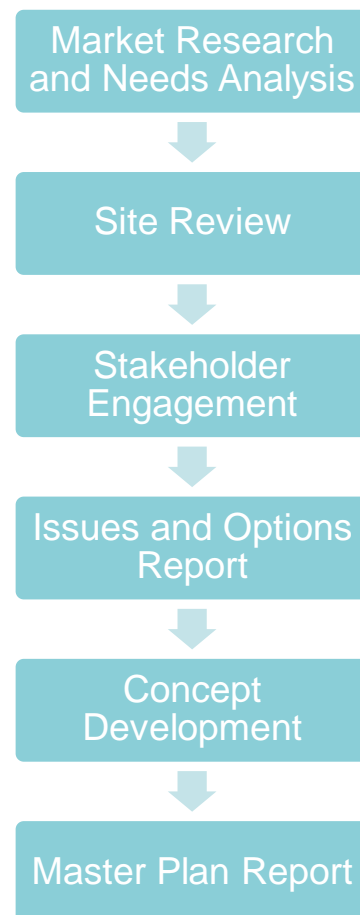 Market Research
and Needs Analysis
Site Review
Stakeholder
Engagement
Issues and Options
Report
Concept
Development
Master Plan Report